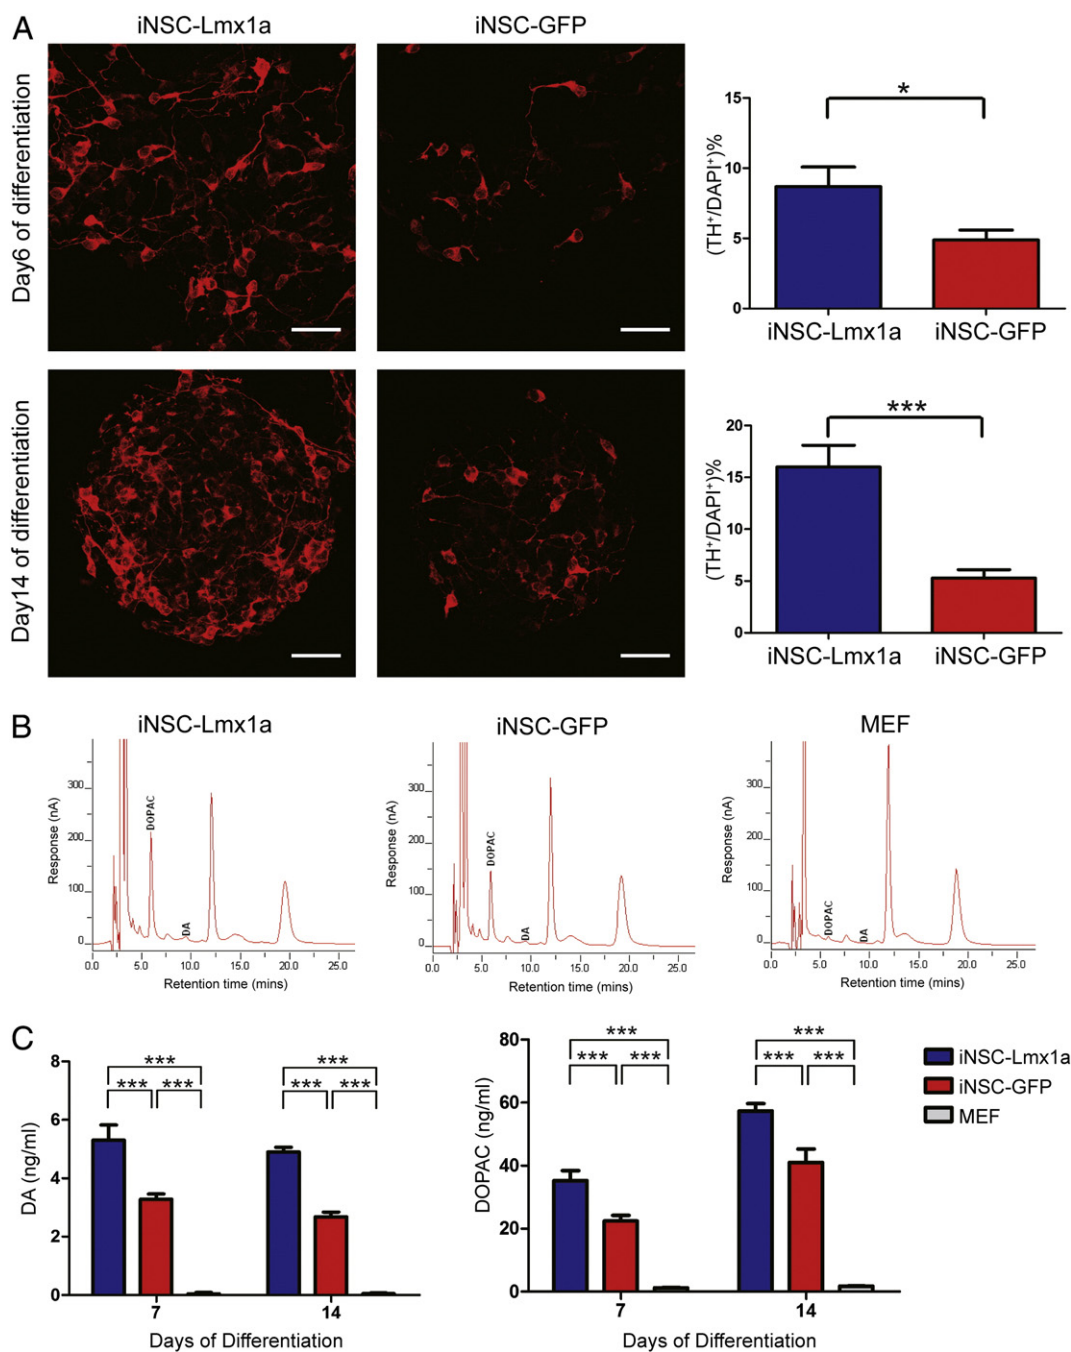 A
iNSC-Lmx1a
iNSC-GFP
Day6 of differentiation
(TH⁺/DAPI⁺)%
15
10
5
0
*
iNSC-Lmx1a
iNSC-GFP
Day14 of differentiation
(TH⁺/DAPI⁺)%
20
15
10
5
0
***
iNSC-Lmx1a
iNSC-GFP
B
iNSC-Lmx1a
Response (nA)
300
200
100
0
DOPAC
DA
0.0 5.0 10.0 15.0 20.0 25.0
Retention time (mins)
iNSC-GFP
Response (nA)
300
200
100
0
DOPAC
DA
0.0 5.0 10.0 15.0 20.0 25.0
Retention time (mins)
MEF
Response (nA)
300
200
100
0
DOPAC
DA
0.0 5.0 10.0 15.0 20.0 25.0
Retention time (mins)
C
DA (ng/ml)
8
6
4
2
0
***
*** ***
***
*** ***
7 14
Days of Differentiation
DOPAC (ng/ml)
80
60
40
20
0
***
*** ***
***
*** ***
7 14
Days of Differentiation
iNSC-Lmx1a
iNSC-GFP
MEF